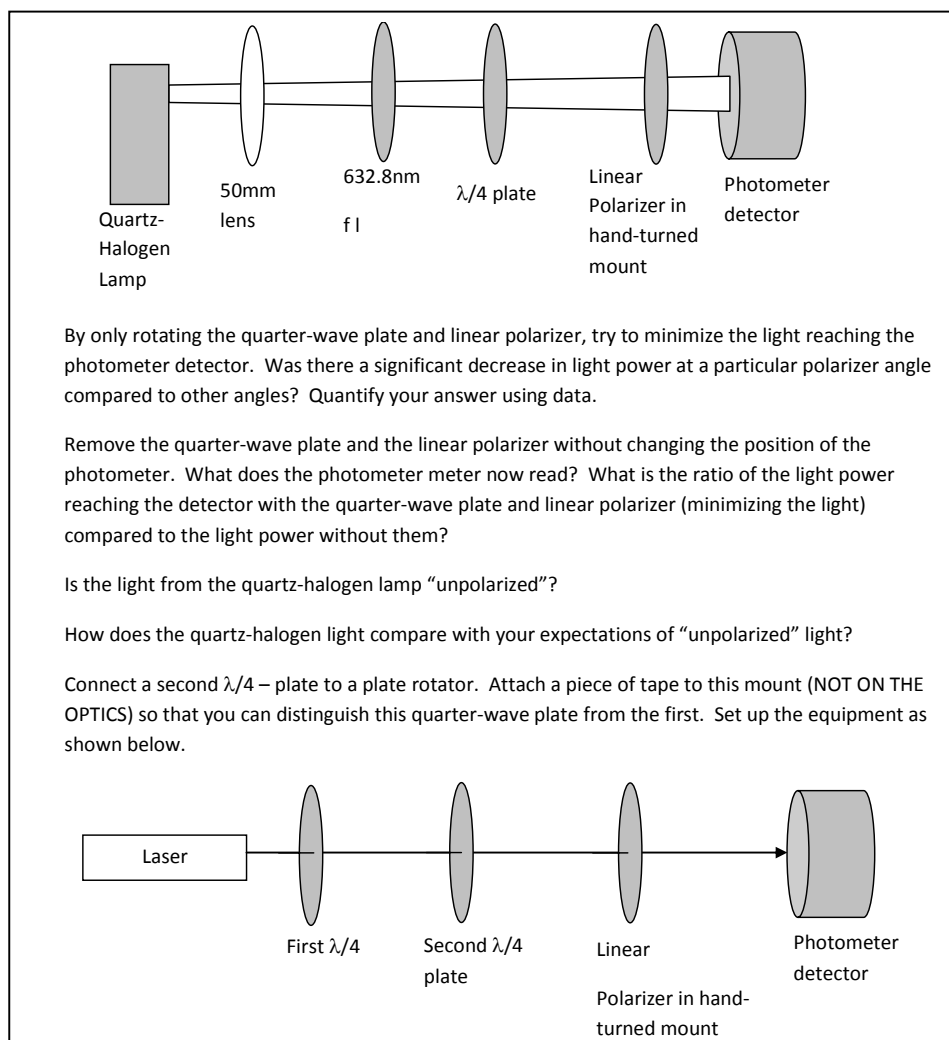 Quartz-
Halogen
Lamp
50mm
lens
632.8nm
f l
λ/4 plate
Linear
Polarizer in
hand-turned
mount
Photometer
detector
By only rotating the quarter-wave plate and linear polarizer, try to minimize the light reaching the
photometer detector. Was there a significant decrease in light power at a particular polarizer angle
compared to other angles? Quantify your answer using data.
Remove the quarter-wave plate and the linear polarizer without changing the position of the
photometer. What does the photometer meter now read? What is the ratio of the light power
reaching the detector with the quarter-wave plate and linear polarizer (minimizing the light)
compared to the light power without them?
Is the light from the quartz-halogen lamp “unpolarized”?
How does the quartz-halogen light compare with your expectations of “unpolarized” light?
Connect a second λ/4 – plate to a plate rotator. Attach a piece of tape to this mount (NOT ON THE
OPTICS) so that you can distinguish this quarter-wave plate from the first. Set up the equipment as
shown below.
Laser
First λ/4
Second λ/4
plate
Linear
Polarizer in hand-
turned mount
Photometer
detector